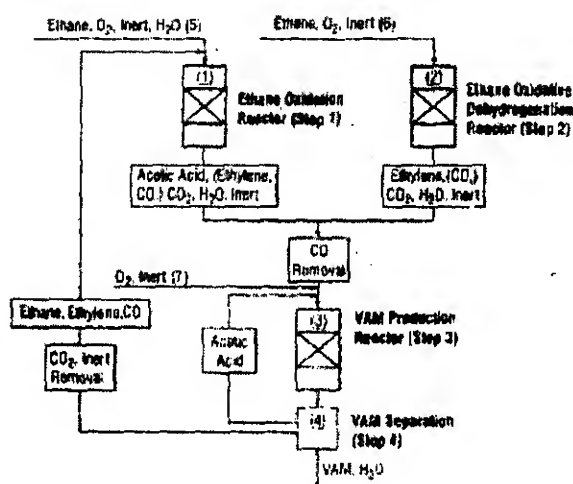 Ethane, O₂, Inert, H₂O (5)
Ethane, O₂, Inert (6)
(1)
Ethane Oxidation
Reactor (Step 1)
(2)
Ethane Oxidative
Dehydrogenation
Reactor (Step 2)
Acetic Acid, (Ethylene,
CO,) CO₂, H₂O, Inert
Ethylene, (CO,)
CO₂, H₂O, Inert
CO
Removal
O₂, Inert (7)
Ethane, Ethylene, CO
(3)
VAM Production
Reactor (Step 3)
Acetic
Acid
CO₂, Inert
Removal
(4)
VAM Separation
(Step 4)
VAM, H₂O